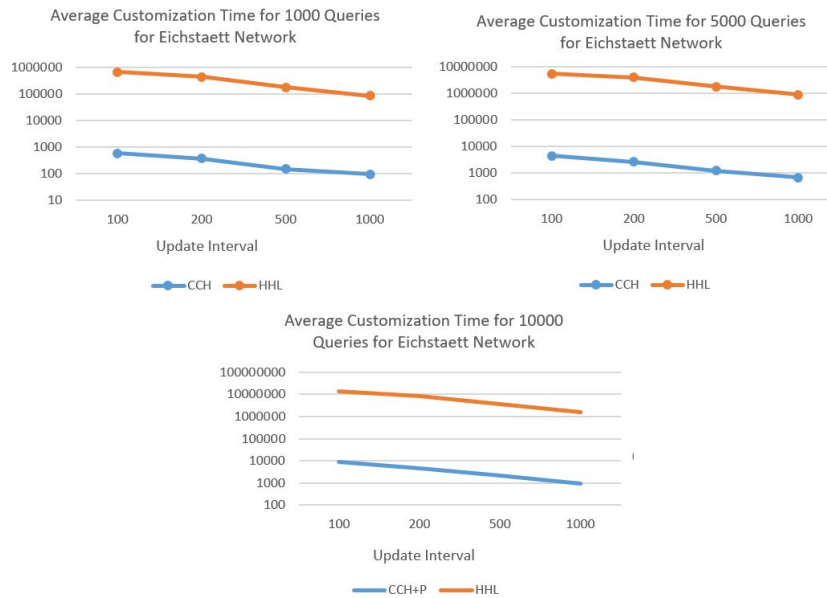 Average Customization Time for 1000 Queries
for Eichstaett Network
1000000
100000
10000
1000
100
10
100 200 500 1000
Update Interval
CCH HHL
Average Customization Time for 5000 Queries
for Eichstaett Network
10000000
1000000
100000
10000
1000
100
100 200 500 1000
Update Interval
CCH HHL
Average Customization Time for 10000
Queries for Eichstaett Network
100000000
10000000
1000000
100000
10000
1000
100
100 200 500 1000
Update Interval
CCH+P HHL